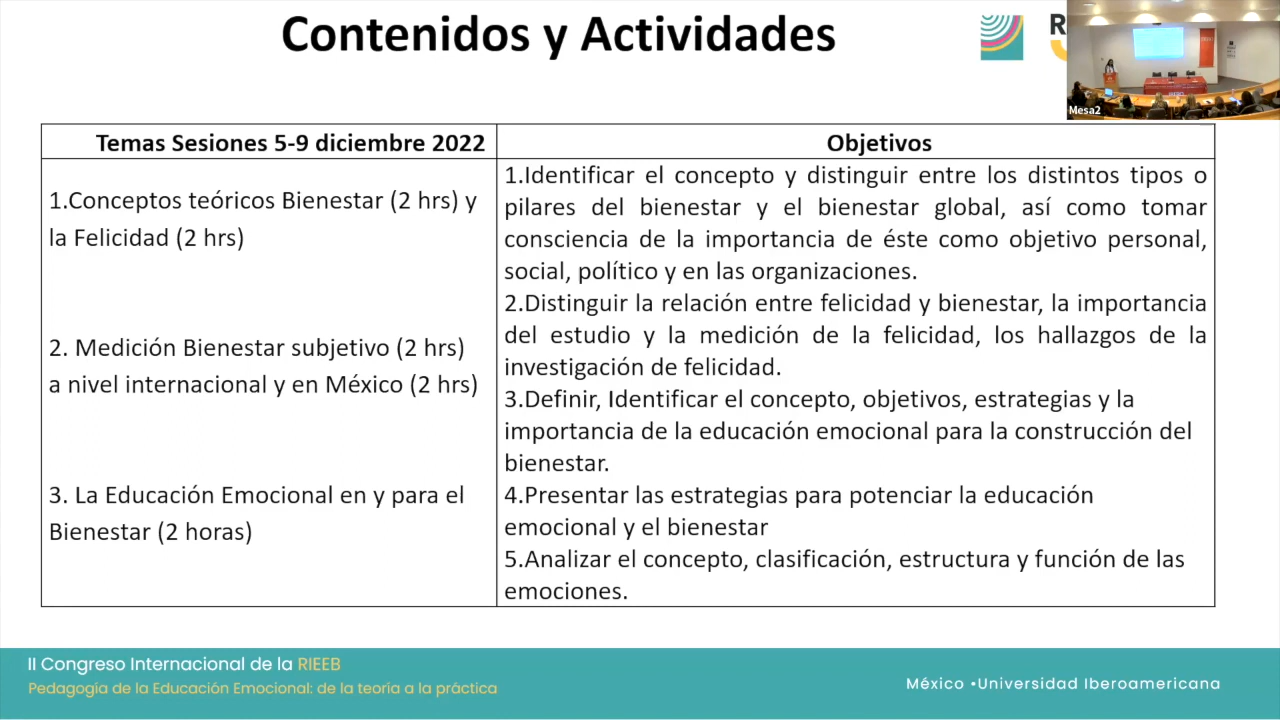 Contenidos y Actividades
R
Mesa2
Temas Sesiones 5-9 diciembre 2022
Objetivos
1.Conceptos teóricos Bienestar (2 hrs) y
la Felicidad (2 hrs)
2. Medición Bienestar subjetivo (2 hrs)
a nivel internacional y en México (2 hrs)
3. La Educación Emocional en y para el
Bienestar (2 horas)
1.Identificar el concepto y distinguir entre los distintos tipos o
pilares del bienestar y el bienestar global, así como tomar
consciencia de la importancia de éste como objetivo personal,
social, político y en las organizaciones.
2.Distinguir la relación entre felicidad y bienestar, la importancia
del estudio y la medición de la felicidad, los hallazgos de la
investigación de felicidad.
3.Definir, Identificar el concepto, objetivos, estrategias y la
importancia de la educación emocional para la construcción del
bienestar.
4.Presentar las estrategias para potenciar la educación
emocional y el bienestar
5.Analizar el concepto, clasificación, estructura y función de las
emociones.
II Congreso Internacional de la RIEEB
Pedagogía de la Educación Emocional: de la teoria a la práctica
México •Universidad Iberoamericana